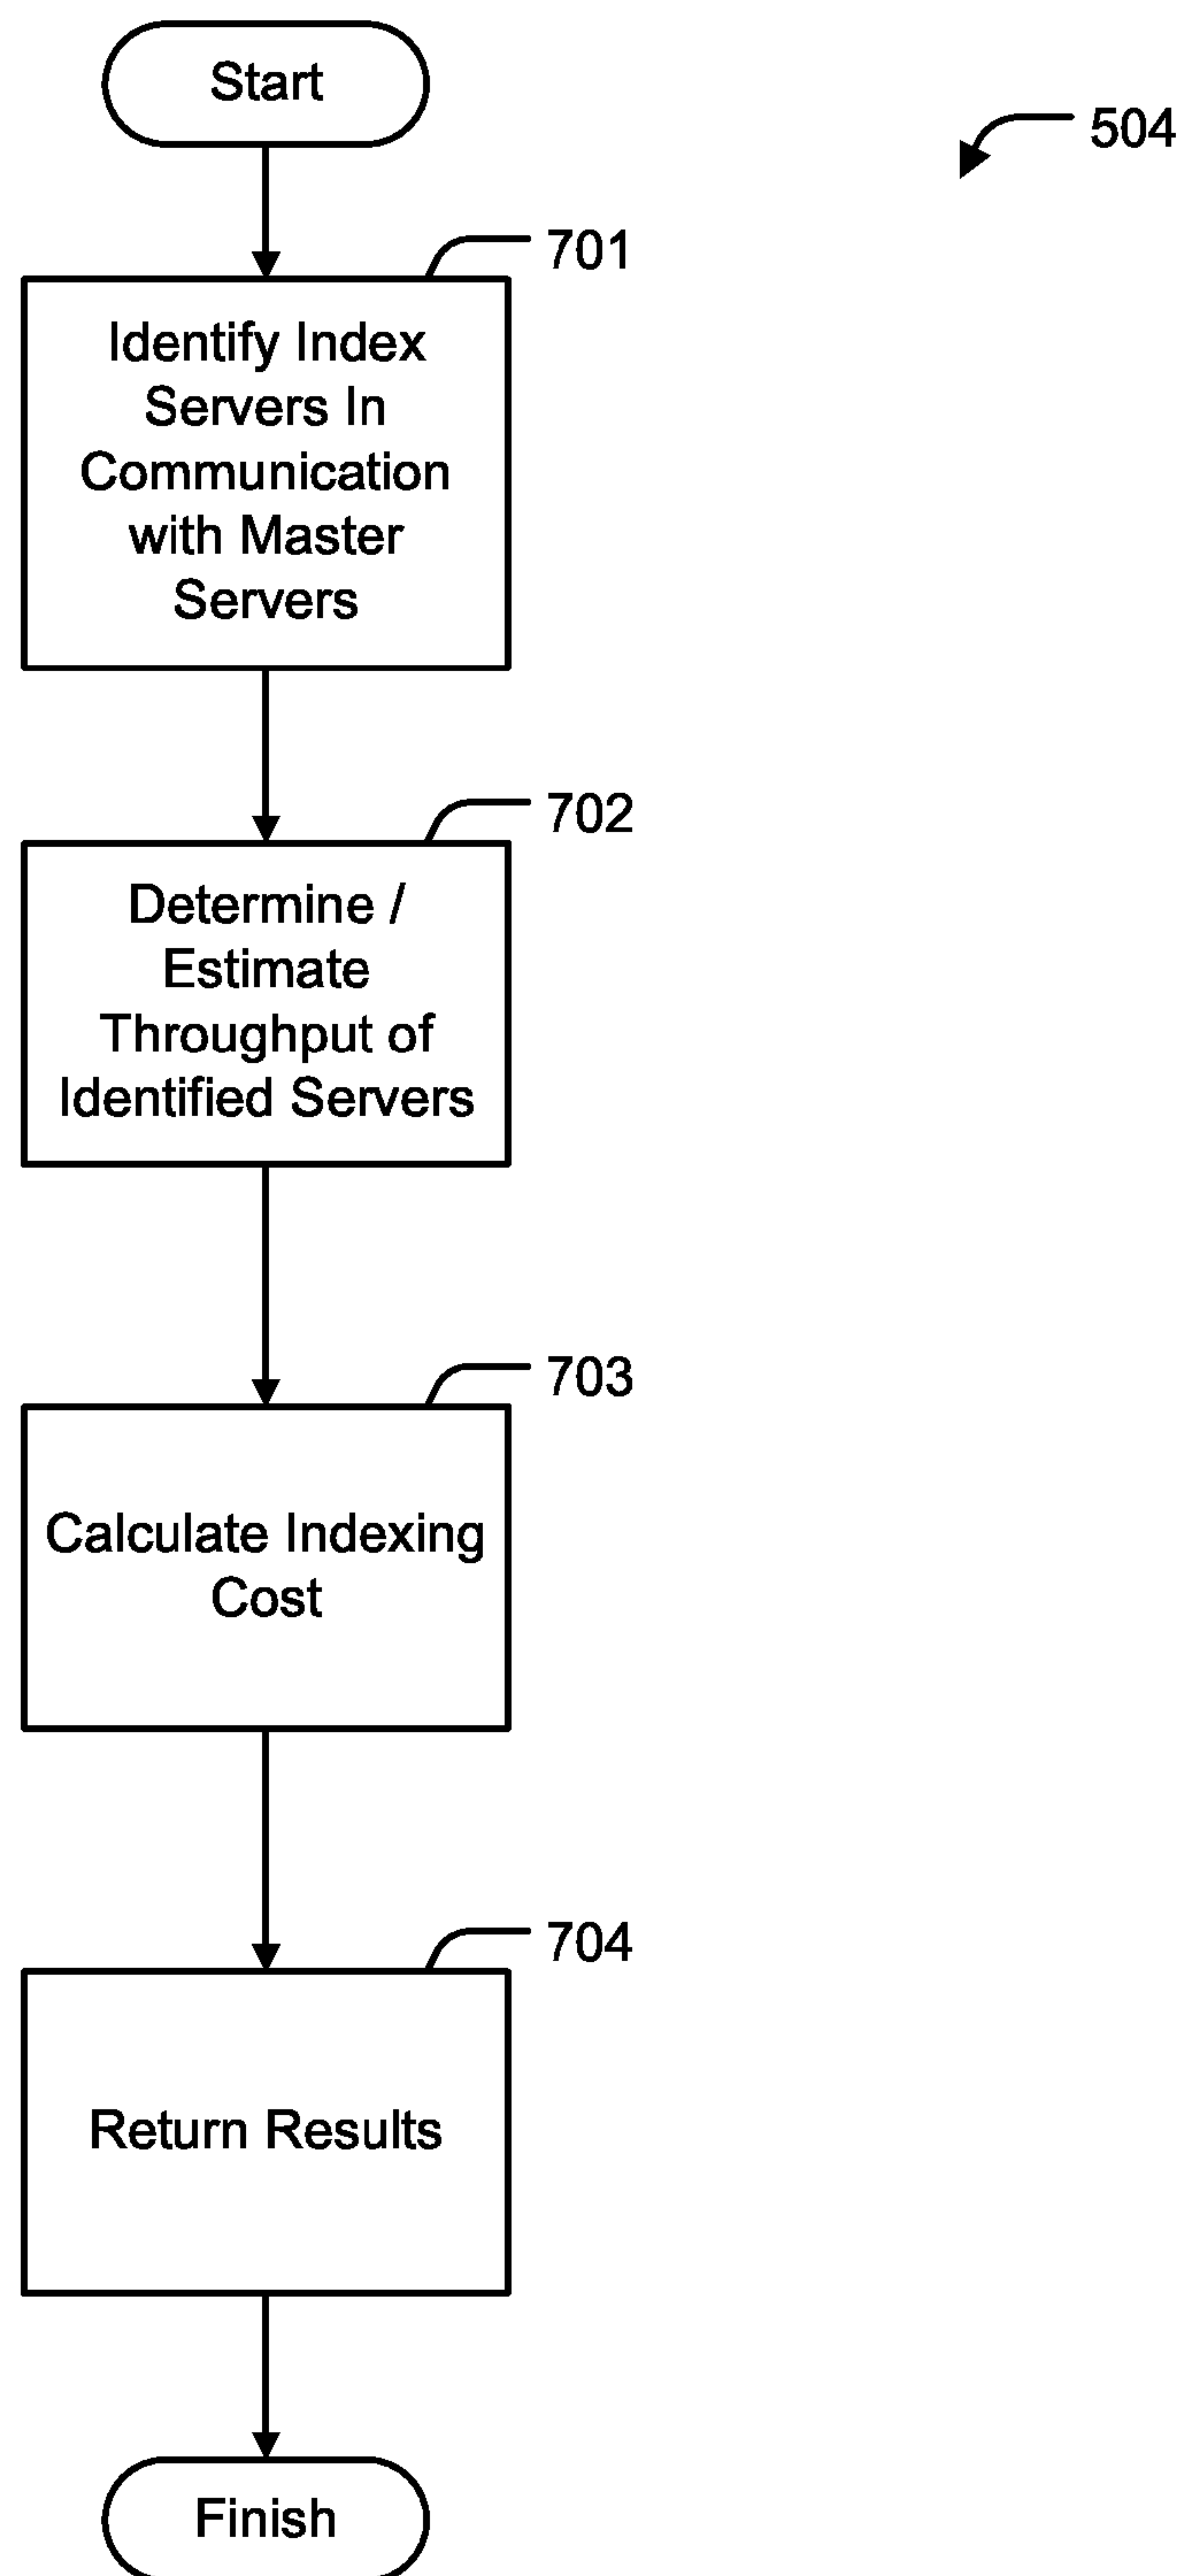 Start
504
701
Identify Index
Servers In
Communication
with Master
Servers
702
Determine /
Estimate
Throughput of
Identified Servers
703
Calculate Indexing
Cost
704
Return Results
Finish